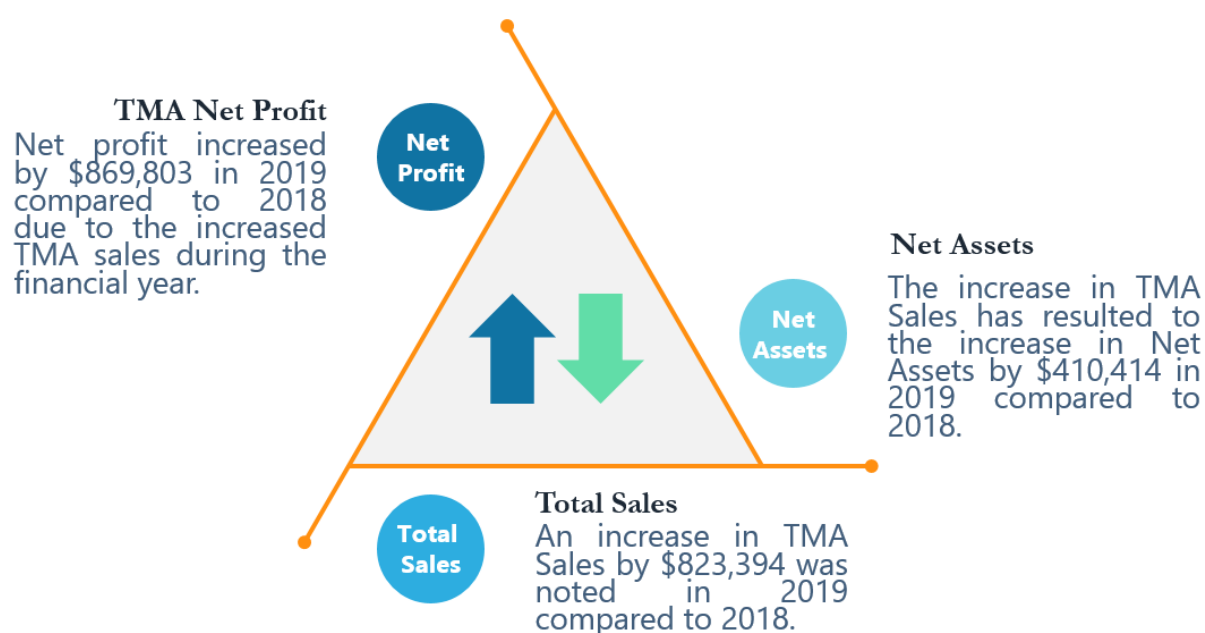 TMA Net Profit
Net profit increased
by $869,803 in 2019
compared to 2018
due to the increased
TMA sales during the
financial year.
Net
Profit
Net Assets
The increase in TMA
Sales has resulted to
the increase in Net
Assets by $410,414 in
2019 compared to
2018.
Net
Assets
Total Sales
An increase in TMA
Sales by $823,394 was
noted in 2019
compared to 2018.
Total
Sales